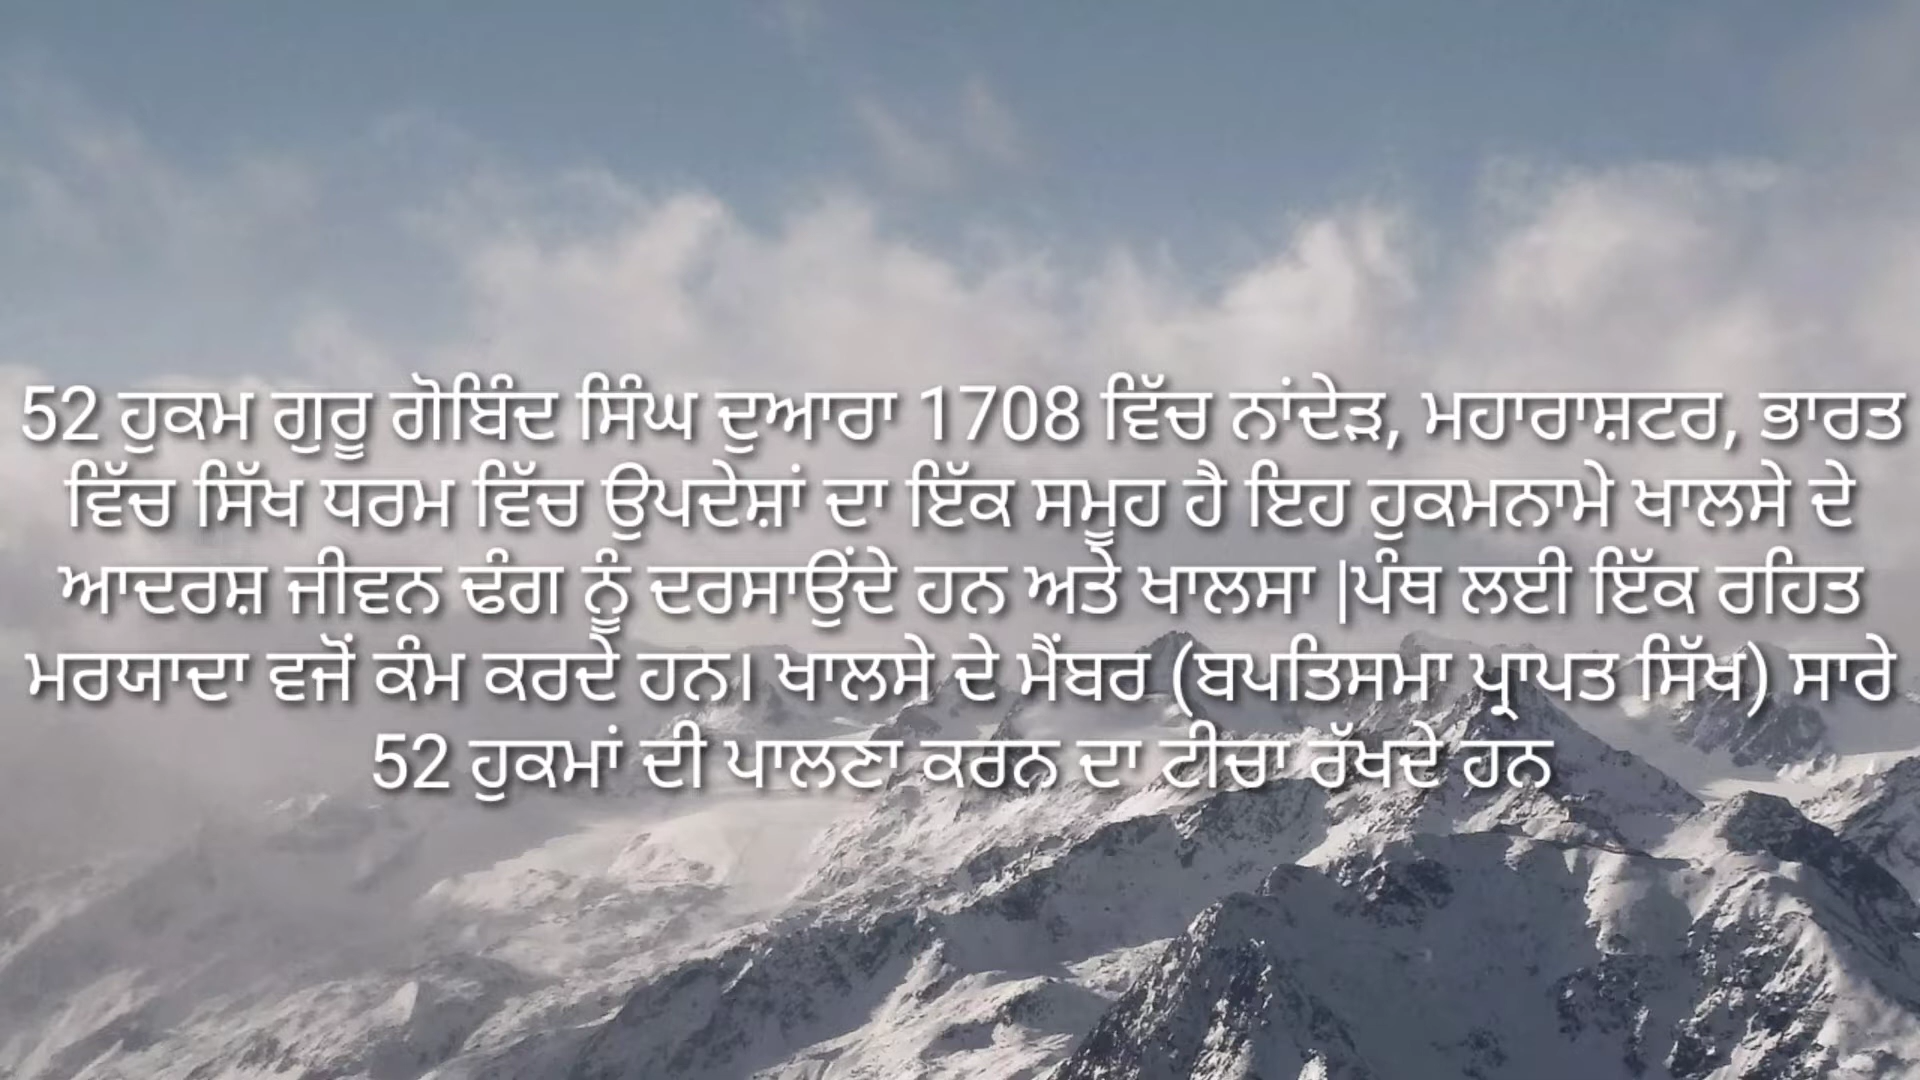 52 ਹੁਕਮ ਗੁਰੂ ਗੋਬਿੰਦ ਸਿੰਘ ਦੁਆਰਾ 1708 ਵਿੱਚ ਨਾਂਦੇੜ, ਮਹਾਰਾਸ਼ਟਰ, ਭਾਰਤ
ਵਿੱਚ ਸਿੱਖ ਧਰਮ ਵਿੱਚ ਉਪਦੇਸ਼ਾਂ ਦਾ ਇੱਕ ਸਮੂਹ ਹੈ ਇਹ ਹੁਕਮਨਾਮੇ ਖਾਲਸੇ ਦੇ
ਆਦਰਸ਼ ਜੀਵਨ ਢੰਗ ਨੂੰ ਦਰਸਾਉਂਦੇ ਹਨ ਅਤੇ ਖਾਲਸਾ |ਪੰਥ ਲਈ ਇੱਕ ਰਹਿਤ
ਮਰਯਾਦਾ ਵਜੋਂ ਕੰਮ ਕਰਦੇ ਹਨ। ਖਾਲਸੇ ਦੇ ਮੈਂਬਰ (ਬਪਤਿਸਮਾ ਪ੍ਰਾਪਤ ਸਿੱਖ) ਸਾਰੇ
52 ਹੁਕਮਾਂ ਦੀ ਪਾਲਣਾ ਕਰਨ ਦਾ ਟੀਚਾ ਰੱਖਦੇ ਹਨ